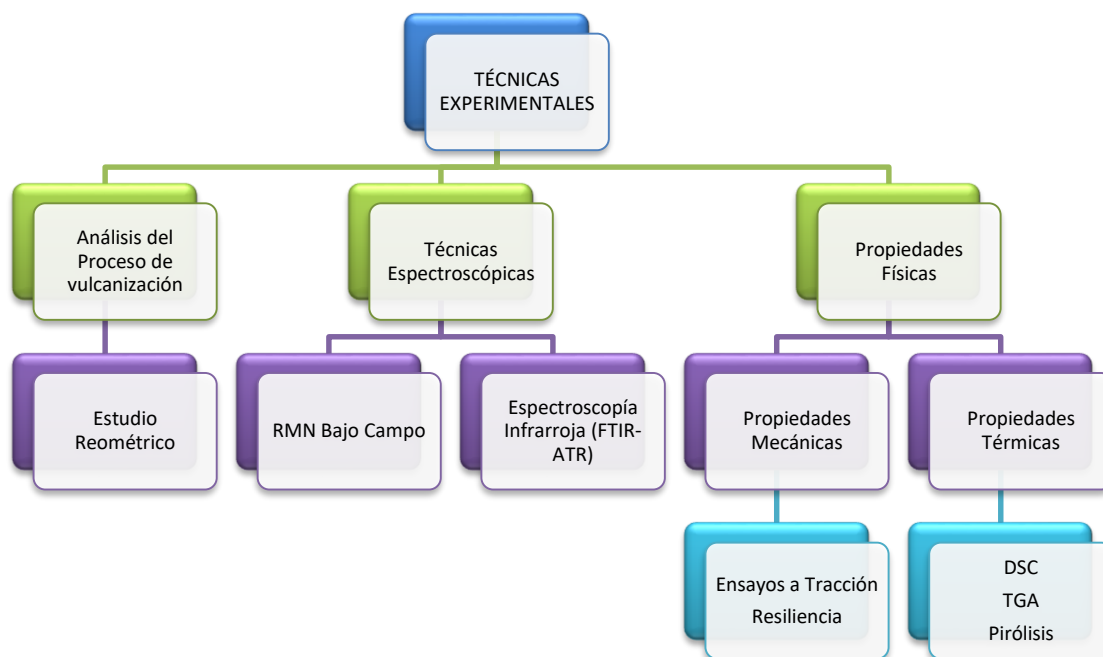 TÉCNICAS
EXPERIMENTALES
Análisis del
Proceso de
vulcanización
Técnicas
Espectroscópicas
Propiedades
Físicas
Estudio
Reométrico
RMN Bajo Campo
Espectroscopía
Infrarroja (FTIR-
ATR)
Propiedades
Mecánicas
Propiedades
Térmicas
Ensayos a Tracción
Resiliencia
DSC
TGA
Pirólisis